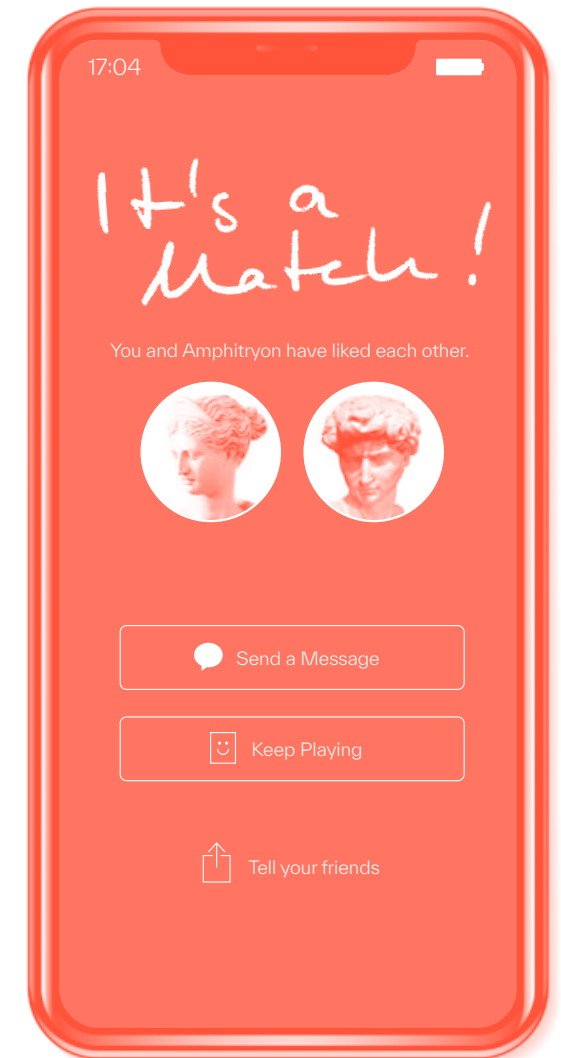 17:04
It's a
Match!
You and Amphitryon have liked each other.
Send a Message
Keep Playing
Tell your friends